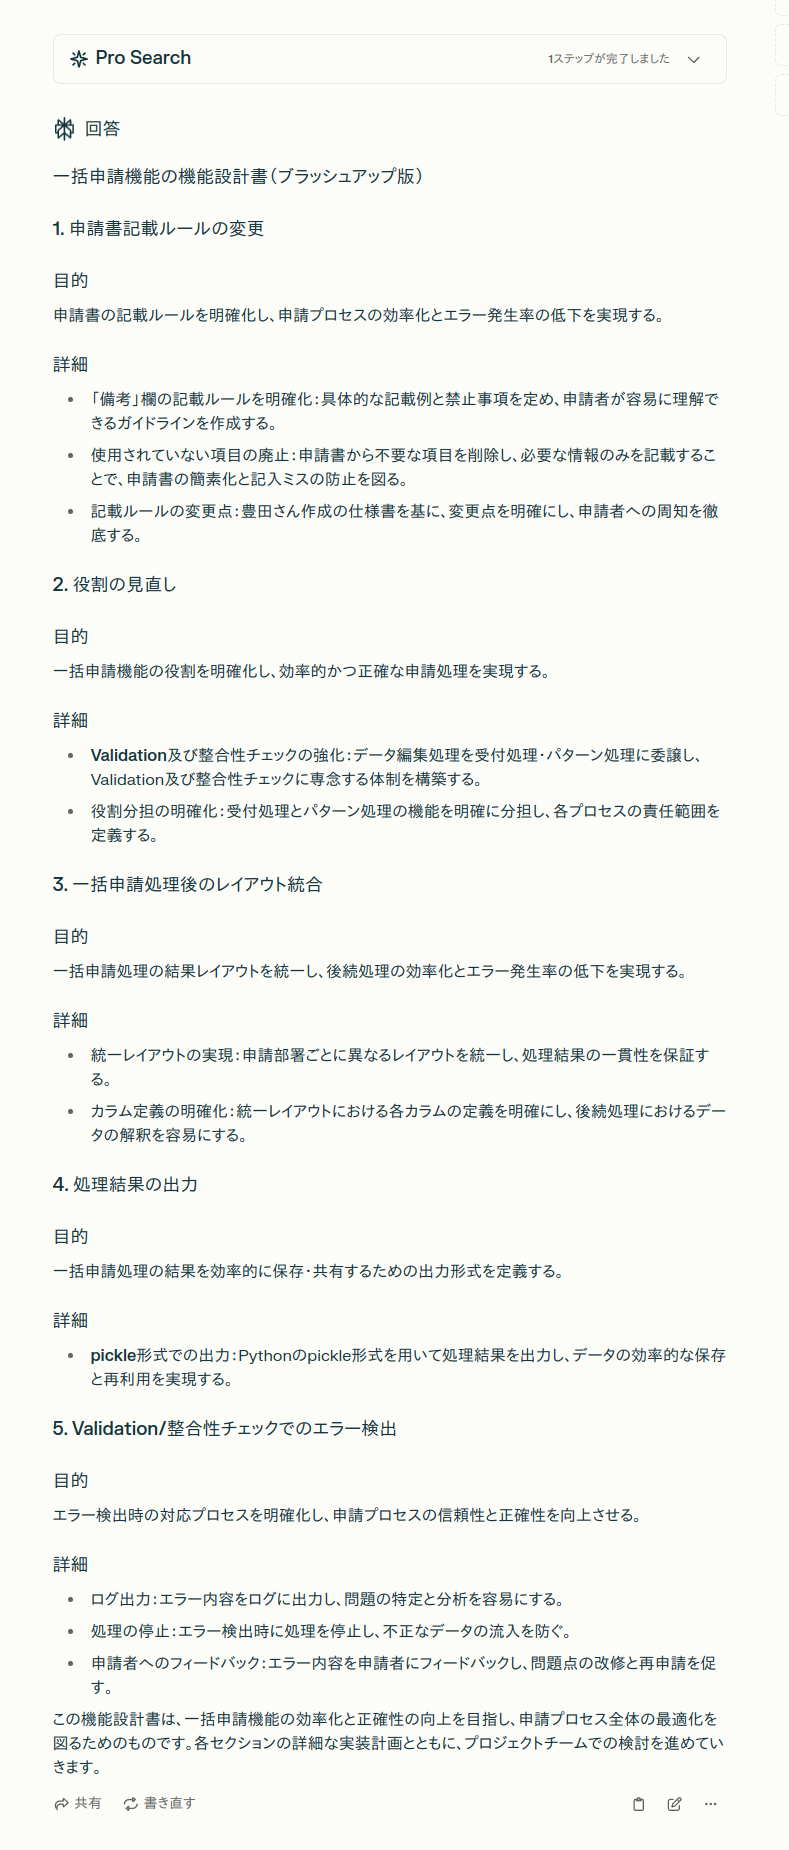 Pro Search
1ステップが完了しました
回答
一括申請機能の機能設計書（ブラッシュアップ版）
1. 申請書記載ルールの変更
目的
申請書の記載ルールを明確化し、申請プロセスの効率化とエラー発生率の低下を実現する。
詳細
「備考」欄の記載ルールを明確化：具体的な記載例と禁止事項を定め、申請者が容易に理解で
きるガイドラインを作成する。
使用されていない項目の廃止：申請書から不要な項目を削除し、必要な情報のみを記載するこ
とで、申請書の簡素化と記入ミスの防止を図る。
記載ルールの変更点：豊田さん作成の仕様書を基に、変更点を明確にし、申請者への周知を徹
底する。
2. 役割の見直し
目的
一括申請機能の役割を明確化し、効率的かつ正確な申請処理を実現する。
詳細
Validation及び整合性チェックの強化：データ編集処理を受付処理・パターン処理に委譲し、
Validation及び整合性チェックに専念する体制を構築する。
役割分担の明確化：受付処理とパターン処理の機能を明確に分担し、各プロセスの責任範囲を
定義する。
3. 一括申請処理後のレイアウト統合
目的
一括申請処理の結果レイアウトを統一し、後続処理の効率化とエラー発生率の低下を実現する。
詳細
統一レイアウトの実現：申請部署ごとに異なるレイアウトを統一し、処理結果の一貫性を保証す
る。
カラム定義の明確化：統一レイアウトにおける各カラムの定義を明確にし、後続処理におけるデー
タの解釈を容易にする。
4. 処理結果の出力
目的
一括申請処理の結果を効率的に保存・共有するための出力形式を定義する。
詳細
pickle形式での出力：Pythonのpickle形式を用いて処理結果を出力し、データの効率的な保存
と再利用を実現する。
5. Validation/整合性チェックでのエラー検出
目的
エラー検出時の対応プロセスを明確化し、申請プロセスの信頼性と正確性を向上させる。
詳細
ログ出力：エラー内容をログに出力し、問題の特定と分析を容易にする。
処理の停止：エラー検出時に処理を停止し、不正なデータの流入を防ぐ。
申請者へのフィードバック：エラー内容を申請者にフィードバックし、問題点の改修と再申請を促
す。
この機能設計書は、一括申請機能の効率化と正確性の向上を目指し、申請プロセス全体の最適化を
図るためのものです。各セクションの詳細な実装計画とともに、プロジェクトチームでの検討を進めてい
きます。
共有
書き直す